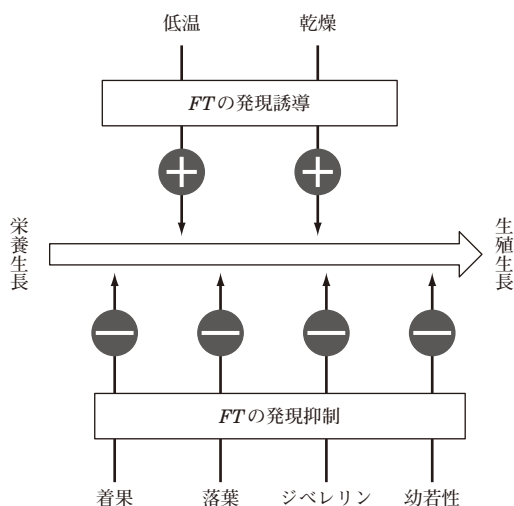 低温
乾燥
FTの発現誘導
栄養生長
生殖生長
FTの発現抑制
着果
落葉
ジベレリン
幼若性